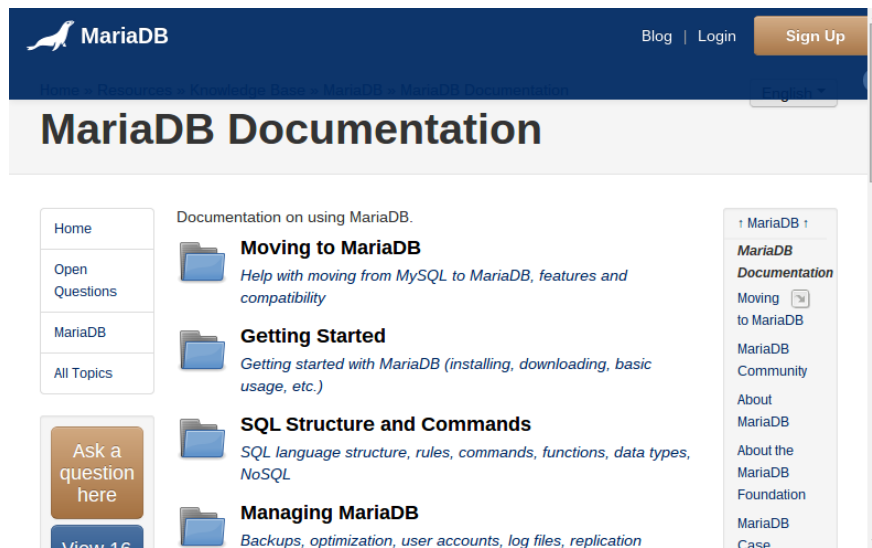 MariaDB
Blog | Login
Sign Up
Home » Resources » Knowledge Base » MariaDB » MariaDB Documentation
English
MariaDB Documentation
Home
Open
Questions
MariaDB
All Topics
Ask a
question
here
View 16
Documentation on using MariaDB.
Moving to MariaDB
Help with moving from MySQL to MariaDB, features and
compatibility
Getting Started
Getting started with MariaDB (installing, downloading, basic
usage, etc.)
SQL Structure and Commands
SQL language structure, rules, commands, functions, data types,
NoSQL
Managing MariaDB
Backups, optimization, user accounts, log files, replication
↑ MariaDB ↑
MariaDB
Documentation
Moving
to MariaDB
MariaDB
Community
About
MariaDB
About the
MariaDB
Foundation
MariaDB
Case